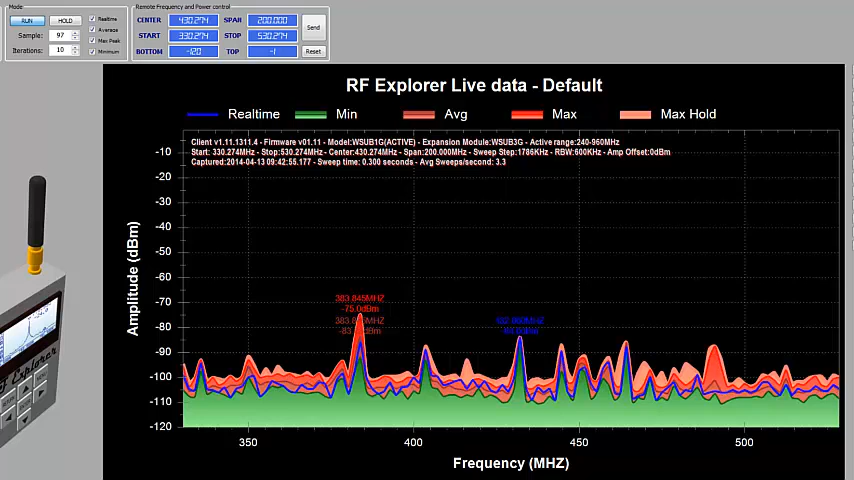 Mode:
Remote Frequency and Power control
RUN HOLD Realtime
Average
Sample: 97 Max Peak
Iterations: 10 Minimum
CENTER 430.274 SPAN 200.000 Send
START 330.274 STOP 530.274
BOTTOM -120 TOP -1 Reset
RF Explorer Live data - Default
Realtime Min Avg Max Max Hold
Client v1.11.1311.4 - Firmware v01.11 - Model:WSUB1G(ACTIVE) - Expansion Module:WSUB3G - Active range:240-960MHz
Start: 330.274MHz - Stop:530.274MHz - Center:430.274MHz - Span:200.000MHz - Sweep Step:1786KHz - RBW:600KHz - Amp Offset:0dBm
Captured:2014-04-13 09:42:55.177 - Sweep time: 0.300 seconds - Avg Sweeps/second: 3.3
-10
-20
-30
-40
-50
-60
-70
-80
-90
-100
-110
-120
Amplitude (dBm)
383.845MHZ
-75.0dBm
350 400 450 500
Frequency (MHZ)
RF Explorer